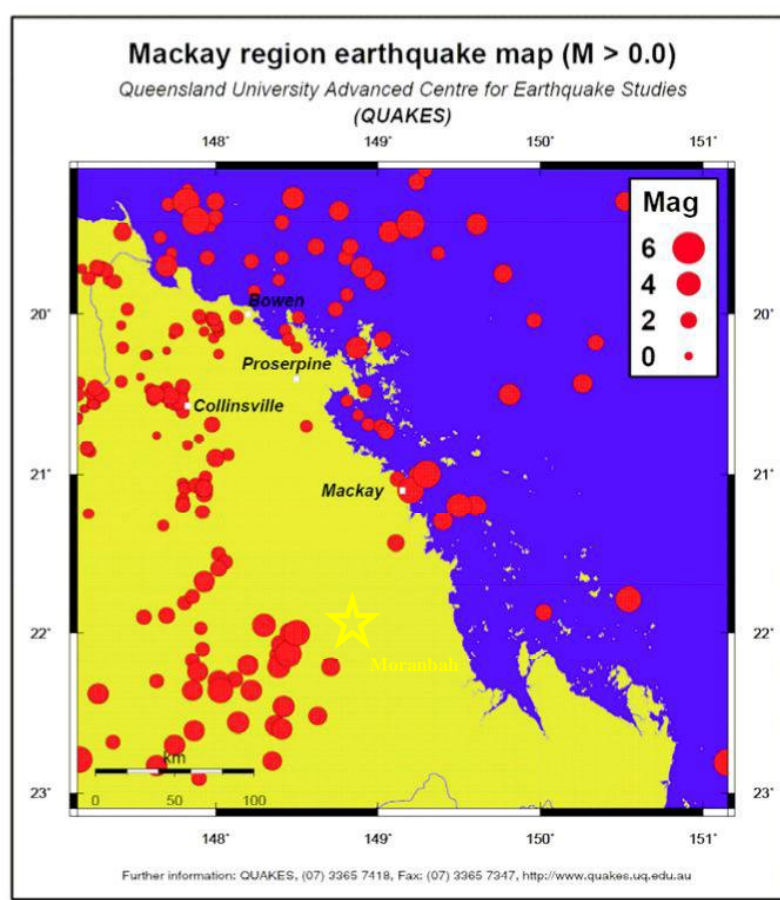 Mackay region earthquake map (M > 0.0)
Queensland University Advanced Centre for Earthquake Studies
(QUAKES)
148° 149° 150° 151°
Mag
6
4
2
0
20° 20°
Bowen
Proserpine
Collinsville
21° 21°
Mackay
22° 22°
Moranbah
km
0 50 100
23° 23°
148° 149° 150° 151°
Further information: QUAKES, (07) 3365 7418, Fax: (07) 3365 7347, http://www.quakes.uq.edu.au